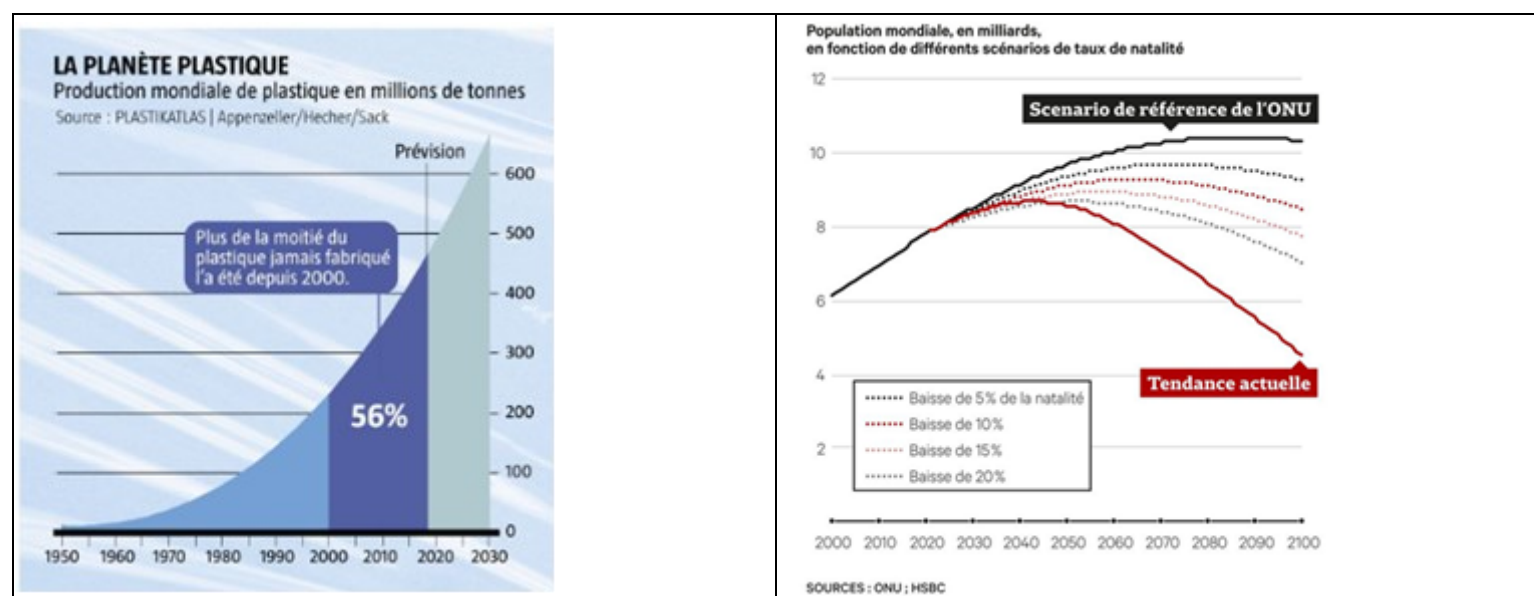 LA PLANÈTE PLASTIQUE
Production mondiale de plastique en millions de tonnes
Source : PLASTIKATLAS | Appenzeller/Hecher/Sack
Prévision
600
Plus de la moitié du
plastique jamais fabriqué
l'a été depuis 2000.
500
400
300
56%
200
100
0
1950 1960 1970 1980 1990 2000 2010 2020 2030
Population mondiale, en milliards,
en fonction de différents scénarios de taux de natalité
12
Scenario de référence de l'ONU
10
8
6
4
Tendance actuelle
Baisse de 5% de la natalité
Baisse de 10%
2
Baisse de 15%
Baisse de 20%
2000 2010 2020 2030 2040 2050 2060 2070 2080 2090 2100
SOURCES : ONU ; HSBC